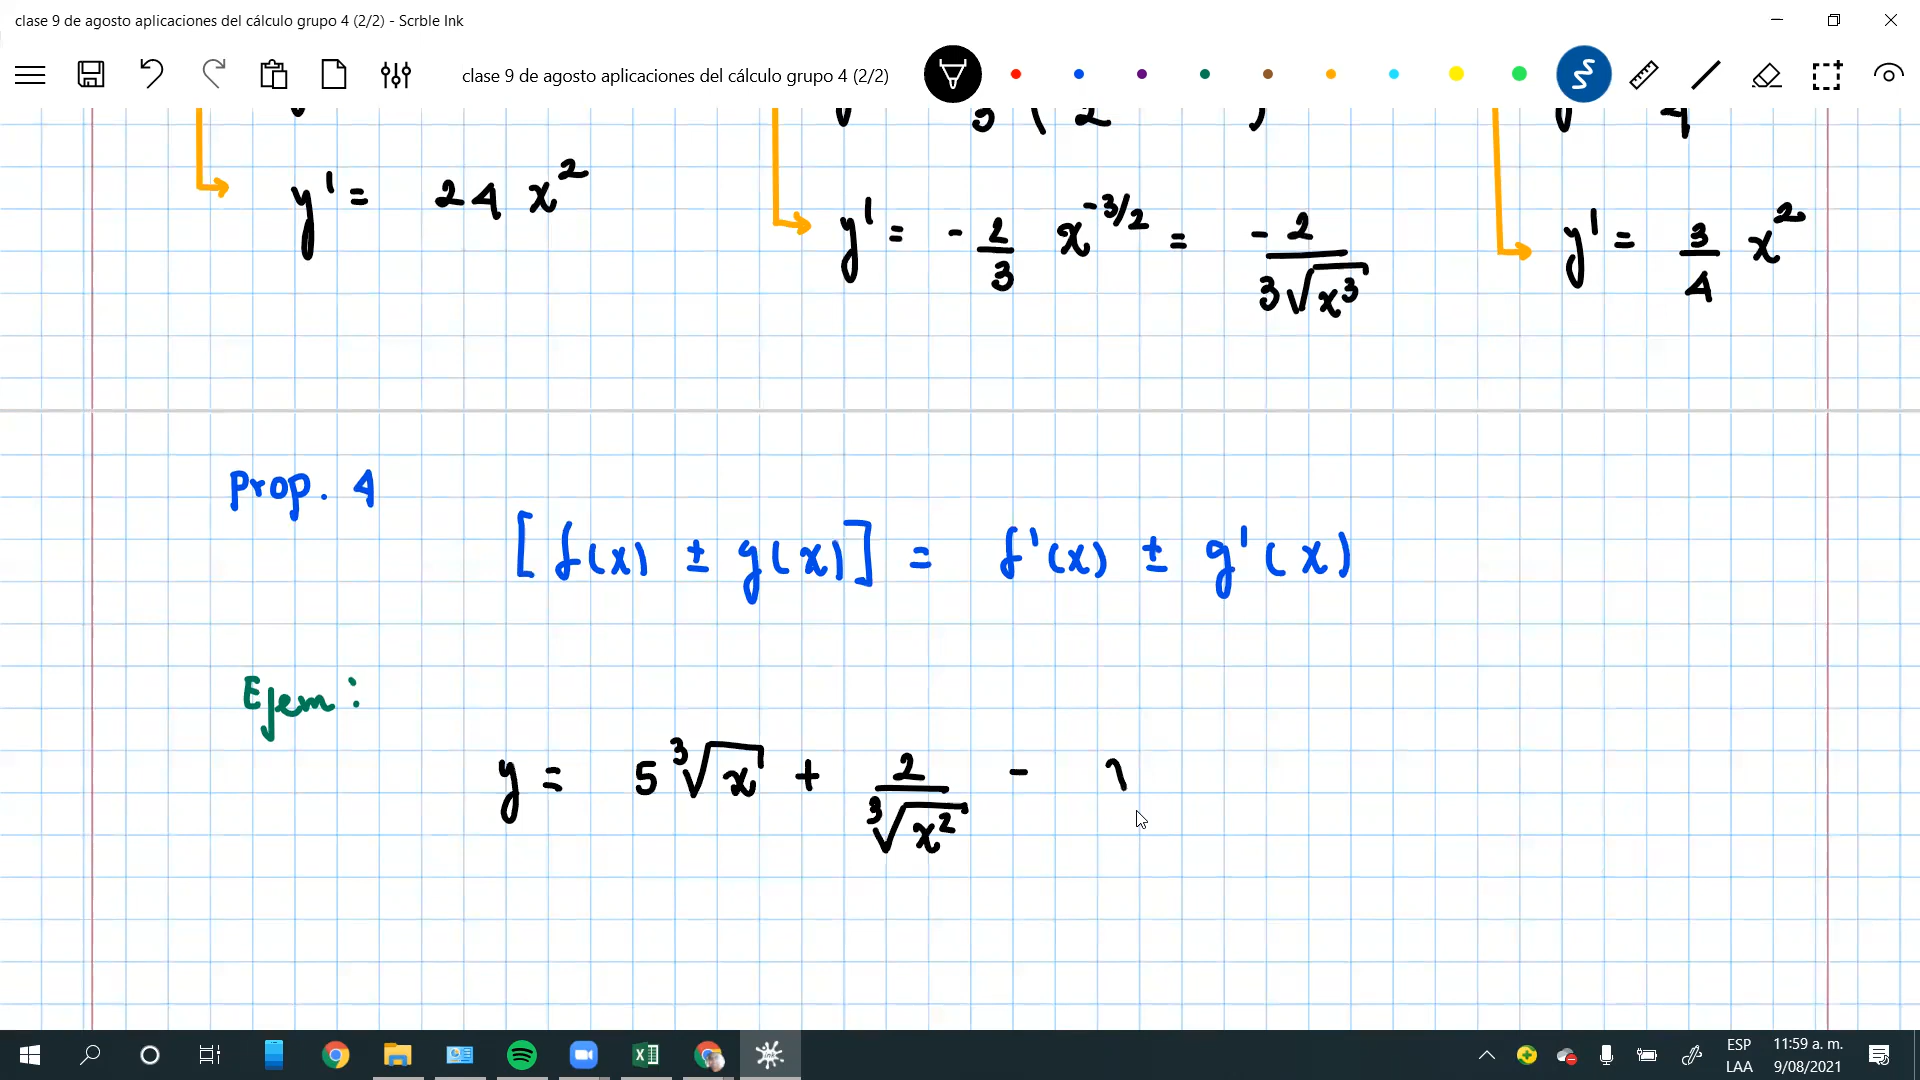 clase 9 de agosto aplicaciones del cálculo grupo 4 (2/2) - Scrble Ink
clase 9 de agosto aplicaciones del cálculo grupo 4 (2/2)
y' = 24 x²
y' = - 2/3 x^(-3/2) = -2 / 3√x³
y' = 3/4 x²
Prop. 4
[f(x) ± g(x)] = f'(x) ± g'(x)
Ejem:
y = 5 ∛x + 2/∛x² -
ESP
LAA
11:59 a. m.
9/08/2021